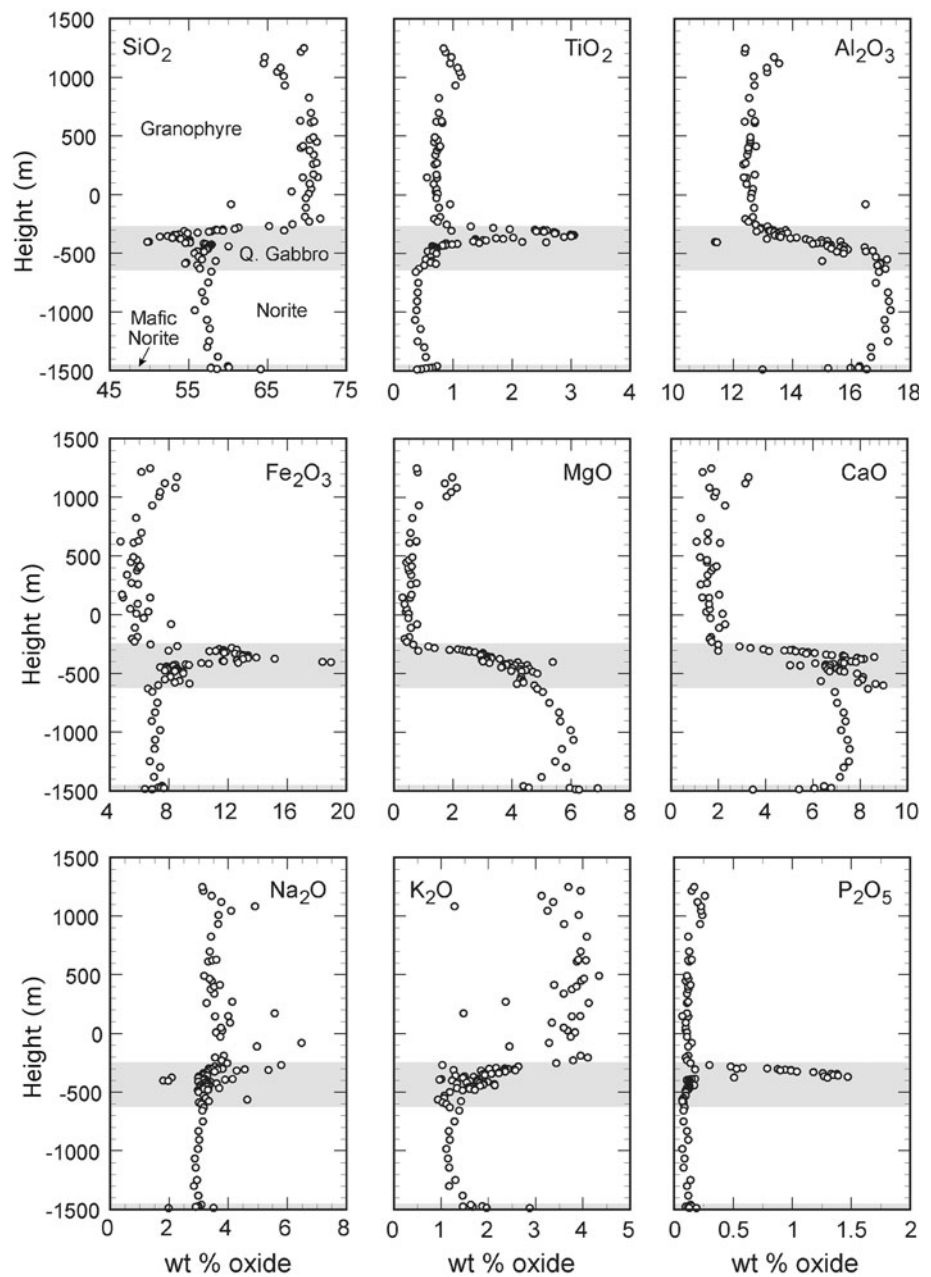 SiO2
TiO2
Al2O3
1500
1000
500
0
-500
-1000
-1500
Height (m)
Granophyre
Q. Gabbro
Norite
Mafic
Norite
45 55 65 75
0 1 2 3 4
10 12 14 16 18
Fe2O3
MgO
CaO
1500
1000
500
0
-500
-1000
-1500
Height (m)
4 8 12 16 20
0 2 4 6 8
0 2 4 6 8 10
Na2O
K2O
P2O5
1500
1000
500
0
-500
-1000
-1500
Height (m)
0 2 4 6 8
0 1 2 3 4 5
0 0.5 1 1.5 2
wt % oxide
wt % oxide
wt % oxide